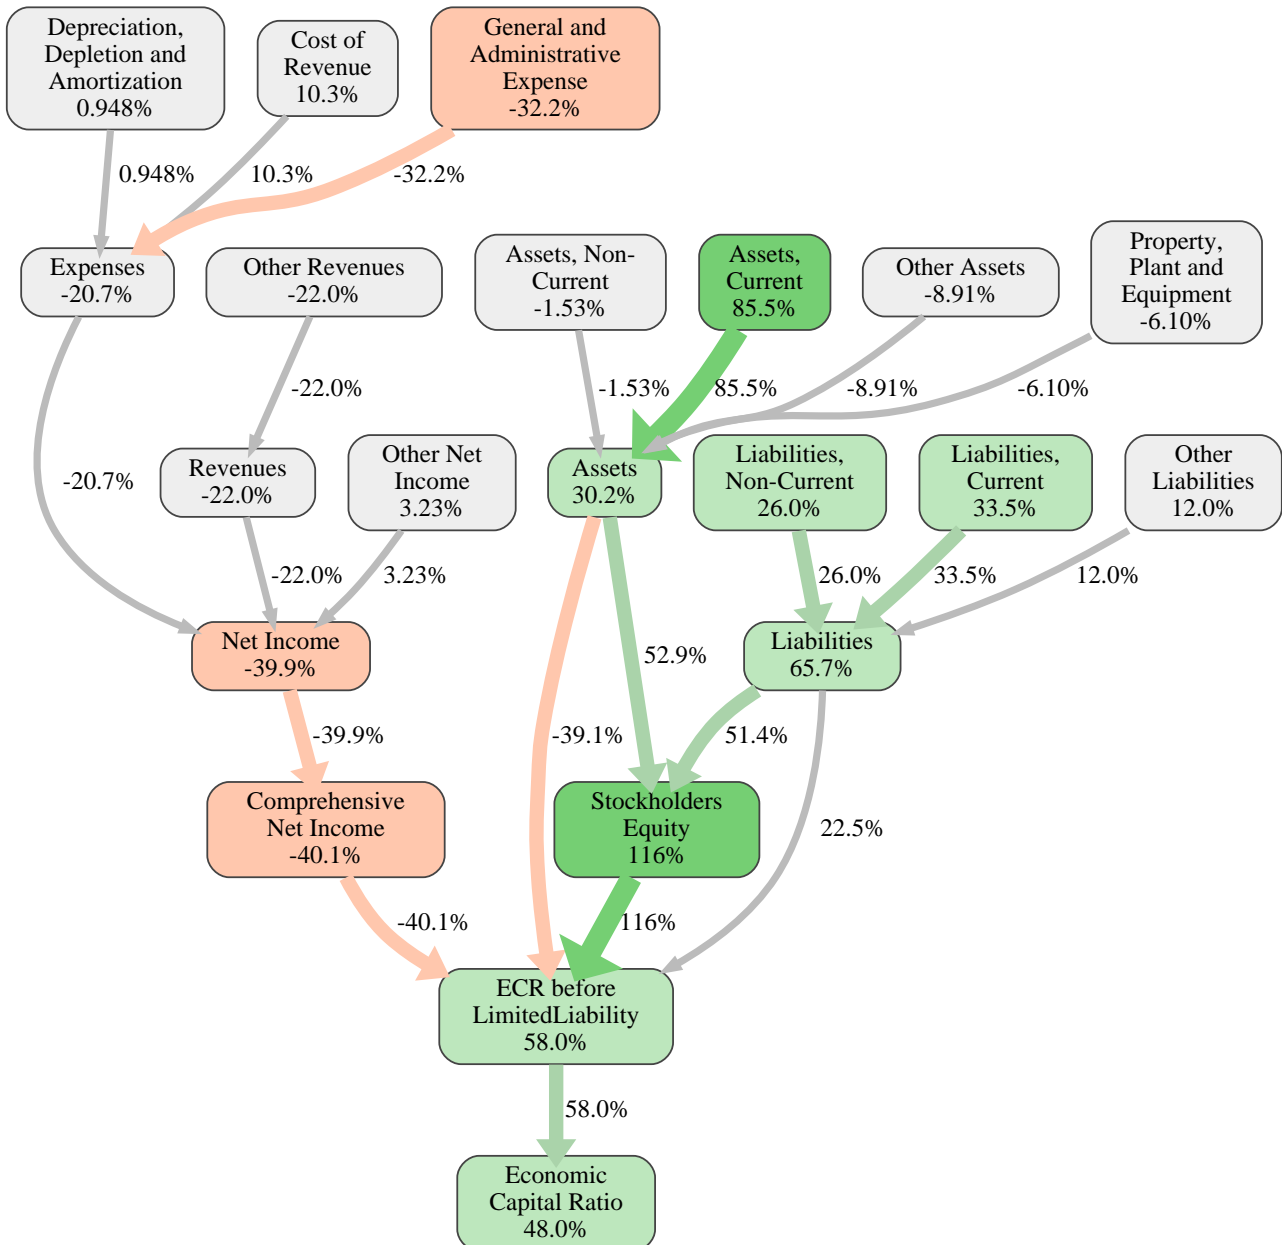 Depreciation,
Depletion and
Amortization
0.948%
Cost of
Revenue
10.3%
General and
Administrative
Expense
-32.2%
0.948%
10.3%
-32.2%
Expenses
-20.7%
Other Revenues
-22.0%
Assets, Non-
Current
-1.53%
Assets,
Current
85.5%
Other Assets
-8.91%
Property,
Plant and
Equipment
-6.10%
-22.0%
-1.53%
85.5%
-8.91%
-6.10%
-20.7%
Revenues
-22.0%
Other Net
Income
3.23%
Assets
30.2%
Liabilities,
Non-Current
26.0%
Liabilities,
Current
33.5%
Other
Liabilities
12.0%
-22.0%
3.23%
26.0%
33.5%
12.0%
Net Income
-39.9%
52.9%
Liabilities
65.7%
-39.9%
-39.1%
51.4%
Comprehensive
Net Income
-40.1%
Stockholders
Equity
116%
22.5%
-40.1%
116%
ECR before
LimitedLiability
58.0%
58.0%
Economic
Capital Ratio
48.0%